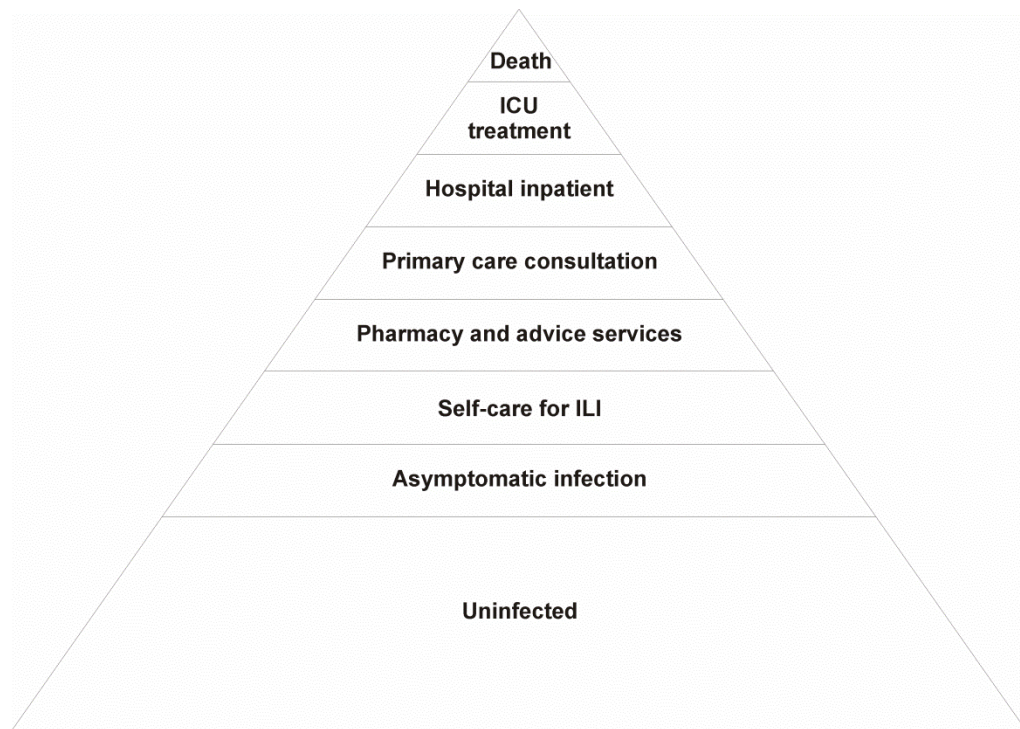 Death
ICU
treatment
Hospital inpatient
Primary care consultation
Pharmacy and advice services
Self-care for ILI
Asymptomatic infection
Uninfected